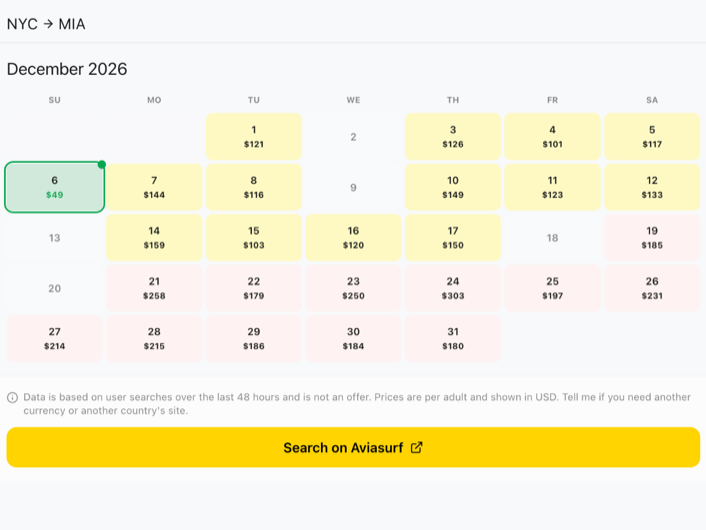 NYC → MIA
December 2026
SU MO TU WE TH FR SA
1 2 3 4 5
$121 $126 $101 $117
6 7 8 9 10 11 12
$49 $144 $116 $149 $123 $133
13 14 15 16 17 18 19
$159 $103 $120 $150 $185
20 21 22 23 24 25 26
$258 $179 $250 $303 $197 $231
27 28 29 30 31
$214 $215 $186 $184 $180
Data is based on user searches over the last 48 hours and is not an offer. Prices are per adult and shown in USD. Tell me if you need another
currency or another country's site.
Search on Aviasurf